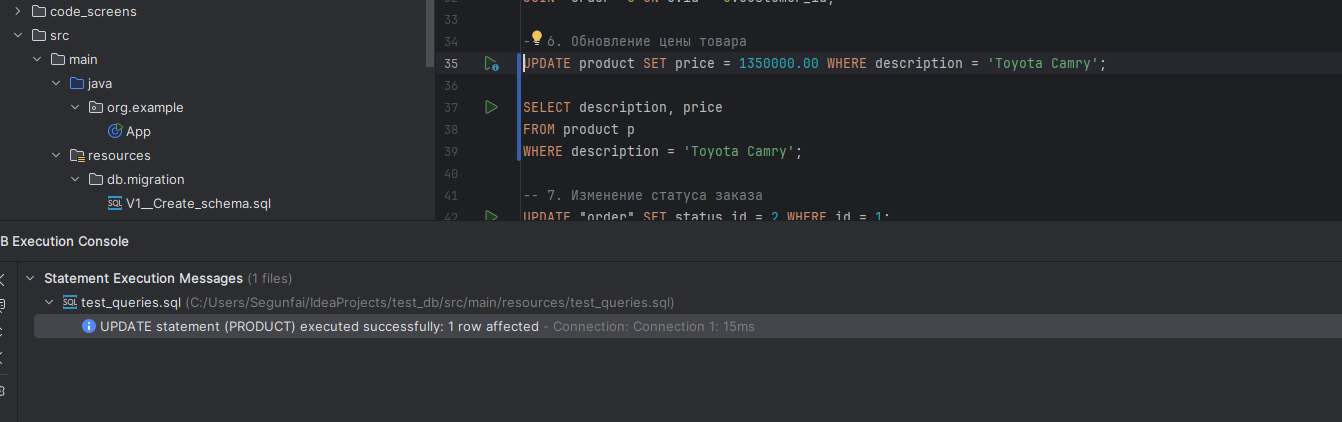 code_screens
src
main
java
org.example
App
resources
db.migration
V1__Create_schema.sql
33
34 6. Обновление цены товара
35 UPDATE product SET price = 1350000.00 WHERE description = 'Toyota Camry';
36
37 SELECT description, price
38 FROM product p
39 WHERE description = 'Toyota Camry';
40
41 -- 7. Изменение статуса заказа
42 UPDATE "order" SET status_id = 2 WHERE id = 1;
B Execution Console
Statement Execution Messages (1 files)
test_queries.sql (C:/Users/Segunfai/IdeaProjects/test_db/src/main/resources/test_queries.sql)
UPDATE statement (PRODUCT) executed successfully: 1 row affected - Connection: Connection 1: 15ms